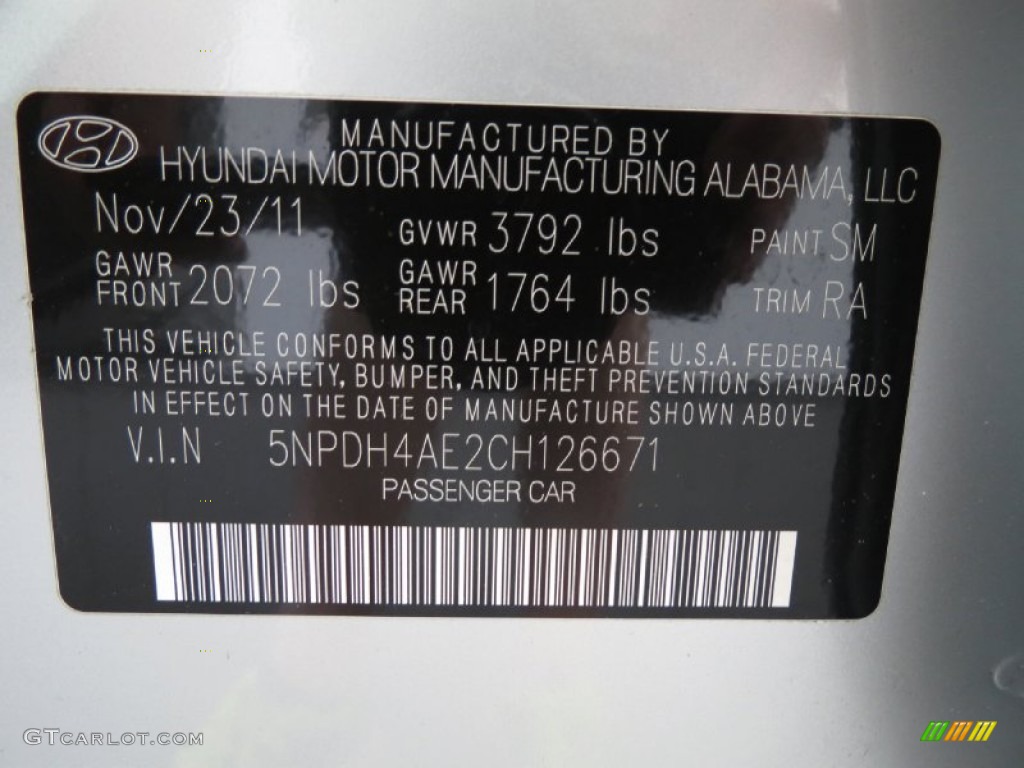 MANUFACTURED BY
HYUNDAI MOTOR MANUFACTURING ALABAMA, LLC
Nov/23/11 GVWR 3792 lbs PAINT SM
GAWR FRONT 2072 lbs GAWR REAR 1764 lbs TRIM RA
THIS VEHICLE CONFORMS TO ALL APPLICABLE U.S.A. FEDERAL
MOTOR VEHICLE SAFETY, BUMPER, AND THEFT PREVENTION STANDARDS
IN EFFECT ON THE DATE OF MANUFACTURE SHOWN ABOVE
V.I.N 5NPDH4AE2CH126671
PASSENGER CAR
GTCARLOT.COM